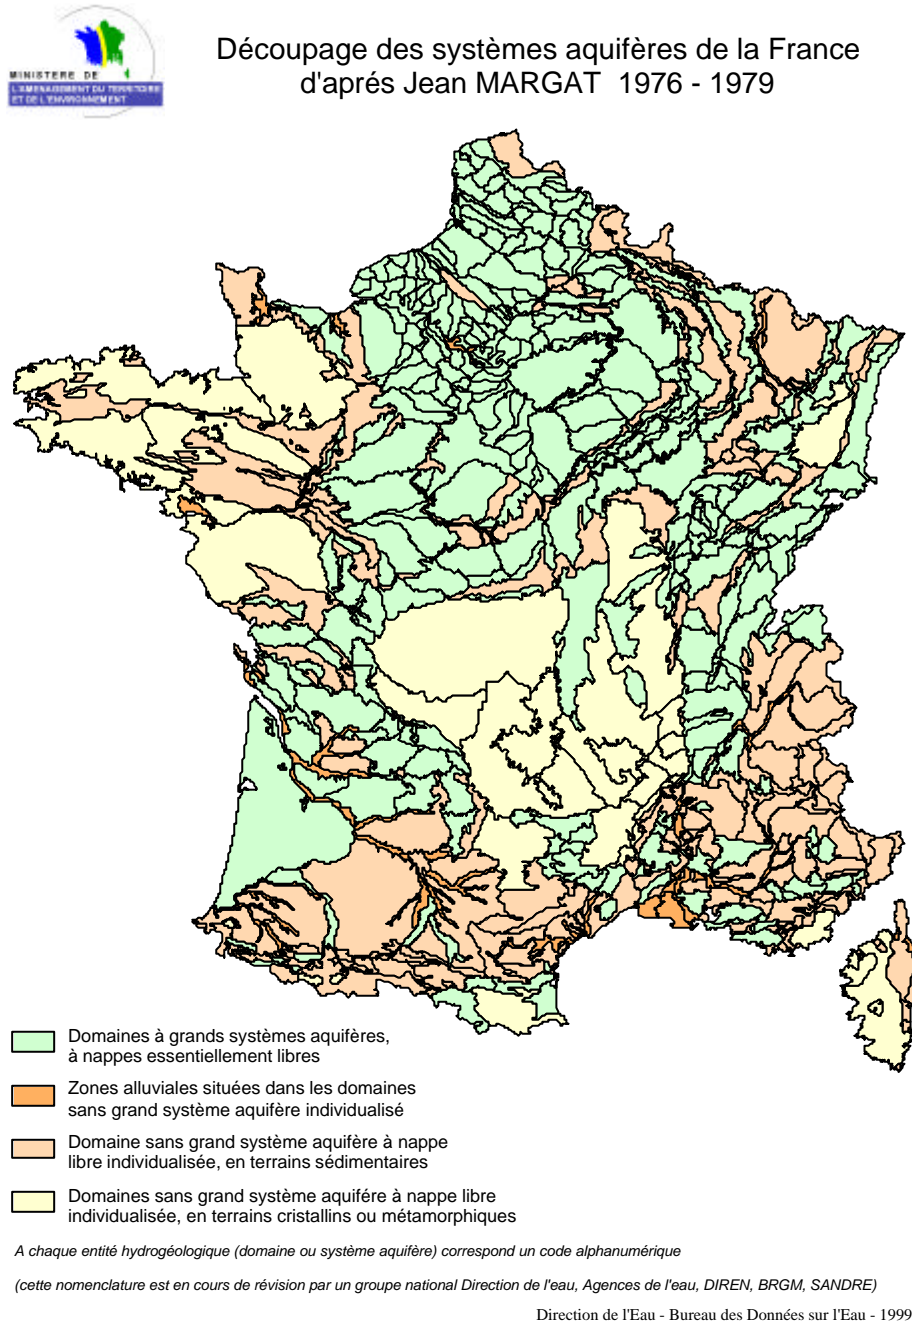 MINISTERE DE
L'AMENAGEMENT DU TERRITOIRE
ET DE L'ENVIRONNEMENT
Découpage des systèmes aquifères de la France
d'aprés Jean MARGAT 1976 - 1979
Domaines à grands systèmes aquifères,
à nappes essentiellement libres
Zones alluviales situées dans les domaines
sans grand système aquifère individualisé
Domaine sans grand système aquifère à nappe
libre individualisée, en terrains sédimentaires
Domaines sans grand système aquifére à nappe libre
individualisée, en terrains cristallins ou métamorphiques
A chaque entité hydrogéologique (domaine ou système aquifère) correspond un code alphanumérique
(cette nomenclature est en cours de révision par un groupe national Direction de l'eau, Agences de l'eau, DIREN, BRGM, SANDRE)
Direction de l'Eau - Bureau des Données sur l'Eau - 1999